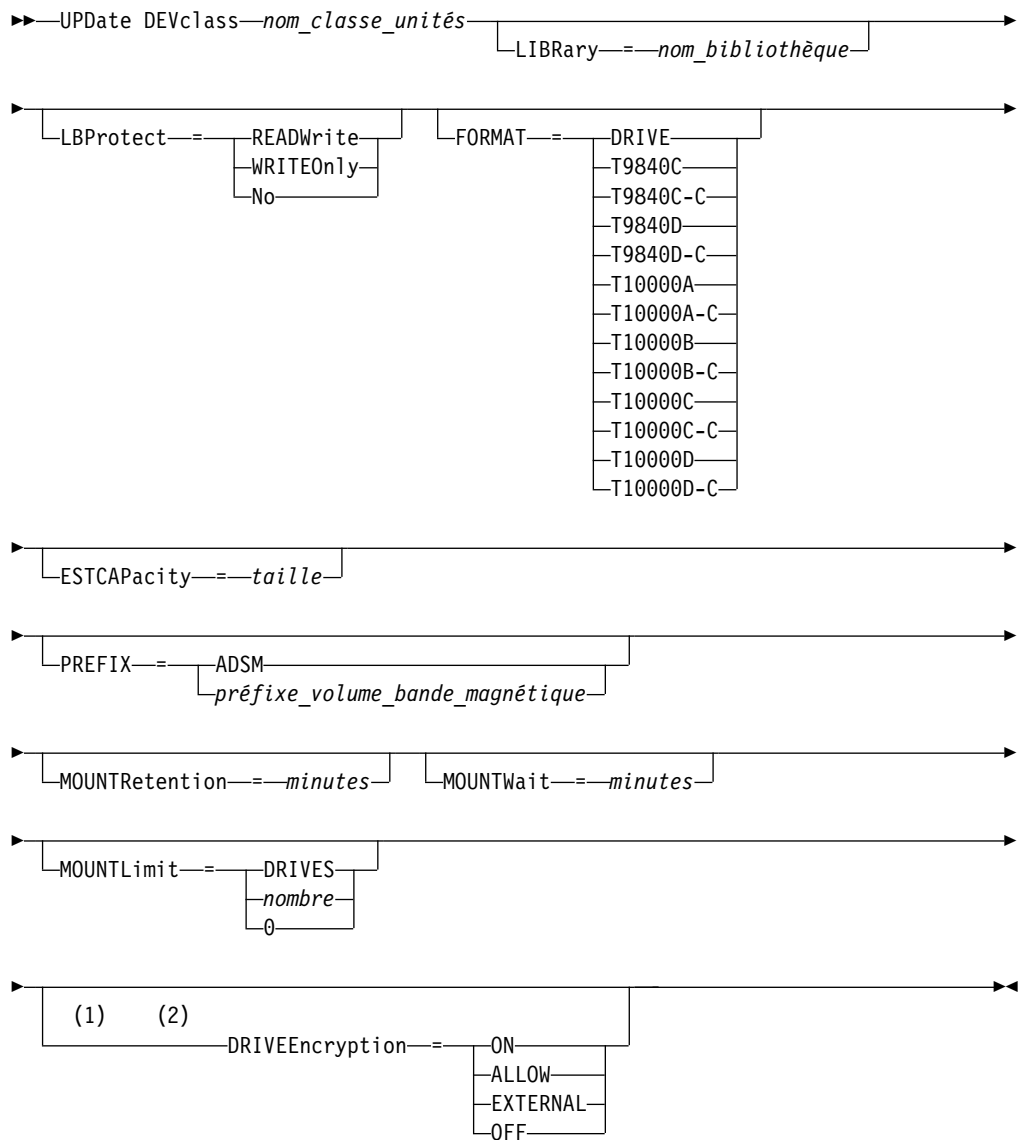 UPDate DEVclass nom_classe_unités
LIBRary = nom_bibliothèque
LBProtect = READWrite
WRITEOnly
No
FORMAT = DRIVE
T9840C
T9840C-C
T9840D
T9840D-C
T10000A
T10000A-C
T10000B
T10000B-C
T10000C
T10000C-C
T10000D
T10000D-C
ESTCAPacity = taille
PREFIX = ADSM
préfixe_volume_bande_magnétique
MOUNTRetention = minutes
MOUNTWait = minutes
MOUNTLimit = DRIVES
nombre
0
(1) (2)
DRIVEEncryption = ON
ALLOW
EXTERNAL
OFF